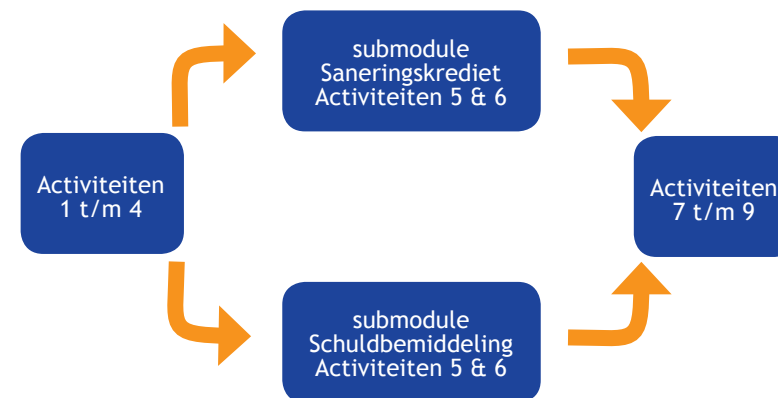 submodule
Saneringskrediet
Activiteiten 5 & 6
Activiteiten
1 t/m 4
Activiteiten
7 t/m 9
submodule
Schuldbemiddeling
Activiteiten 5 & 6